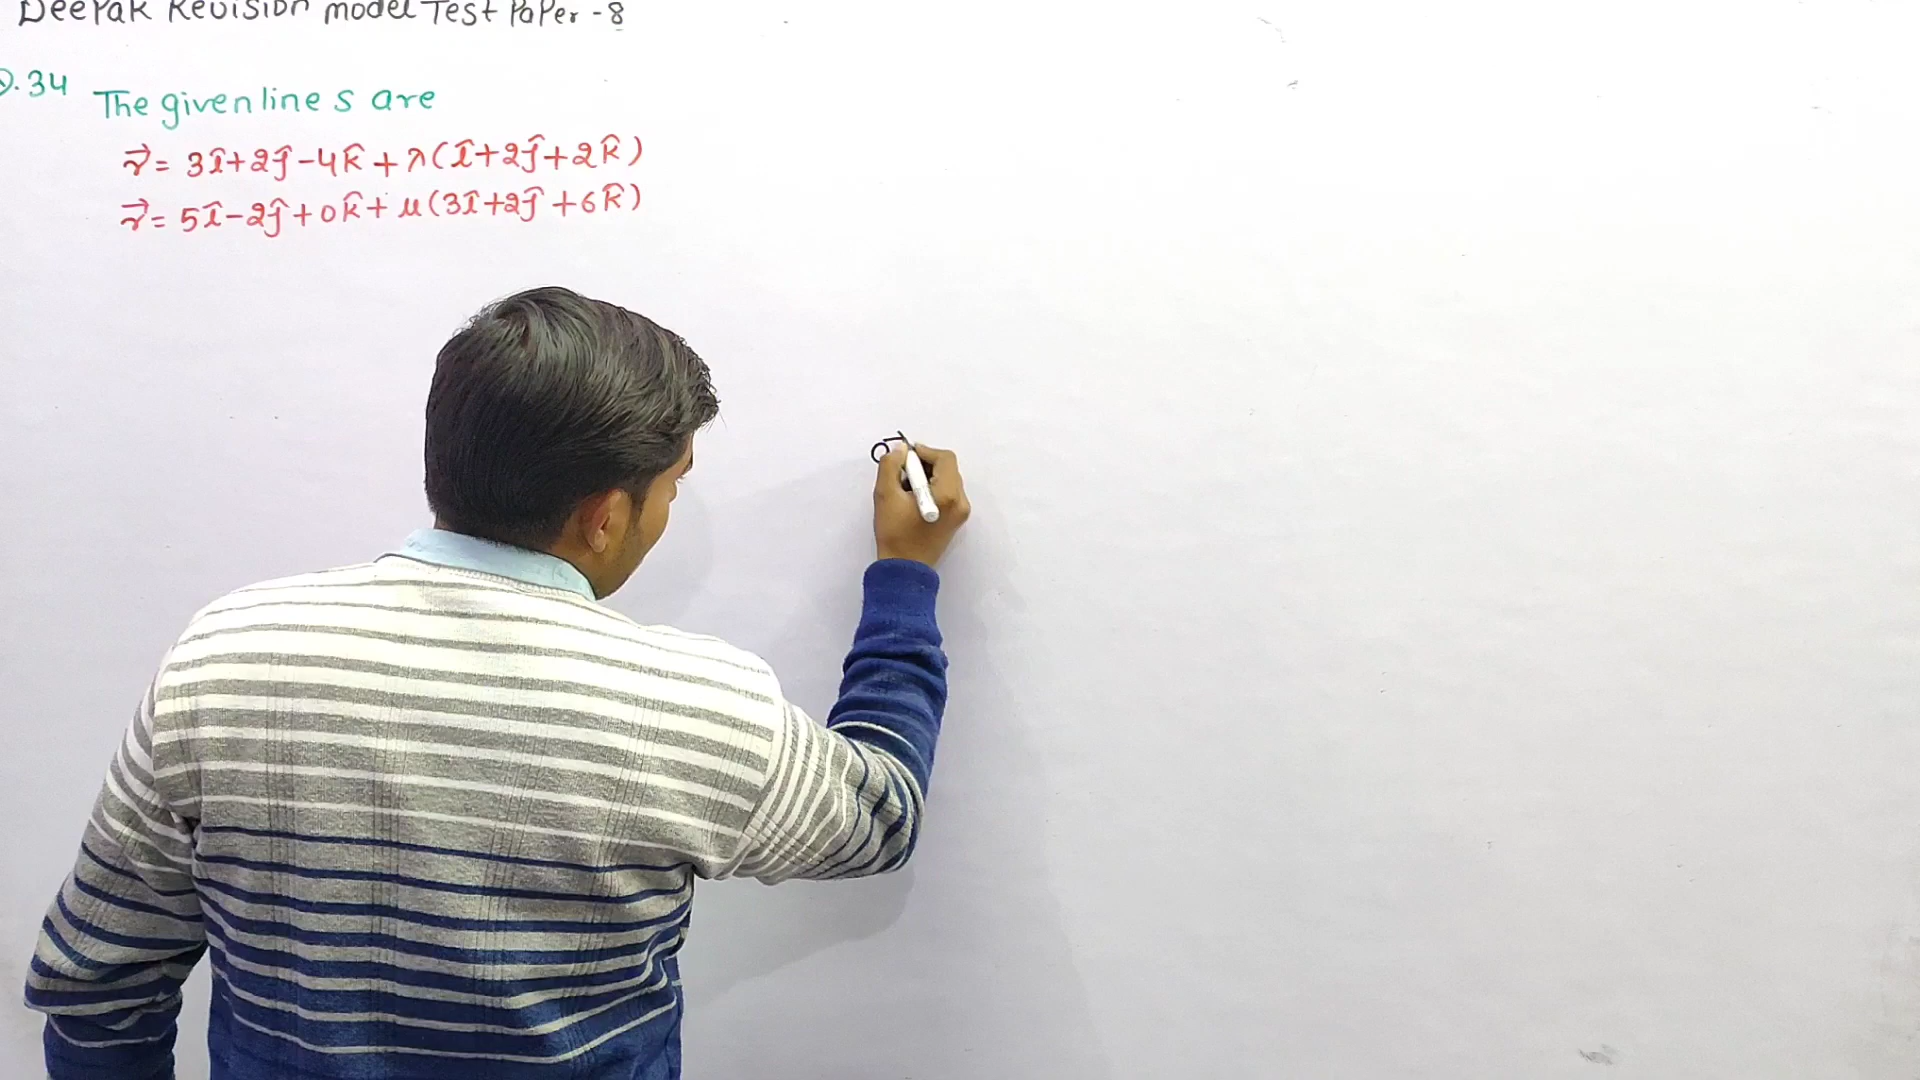 Deepak Revision model Test Paper - 8
Q.34 The given lines are
r⃗ = 3î+2ĵ-4k̂ + λ(î+2ĵ+2k̂)
r⃗ = 5î-2ĵ+0k̂ + μ(3î+2ĵ+6k̂)